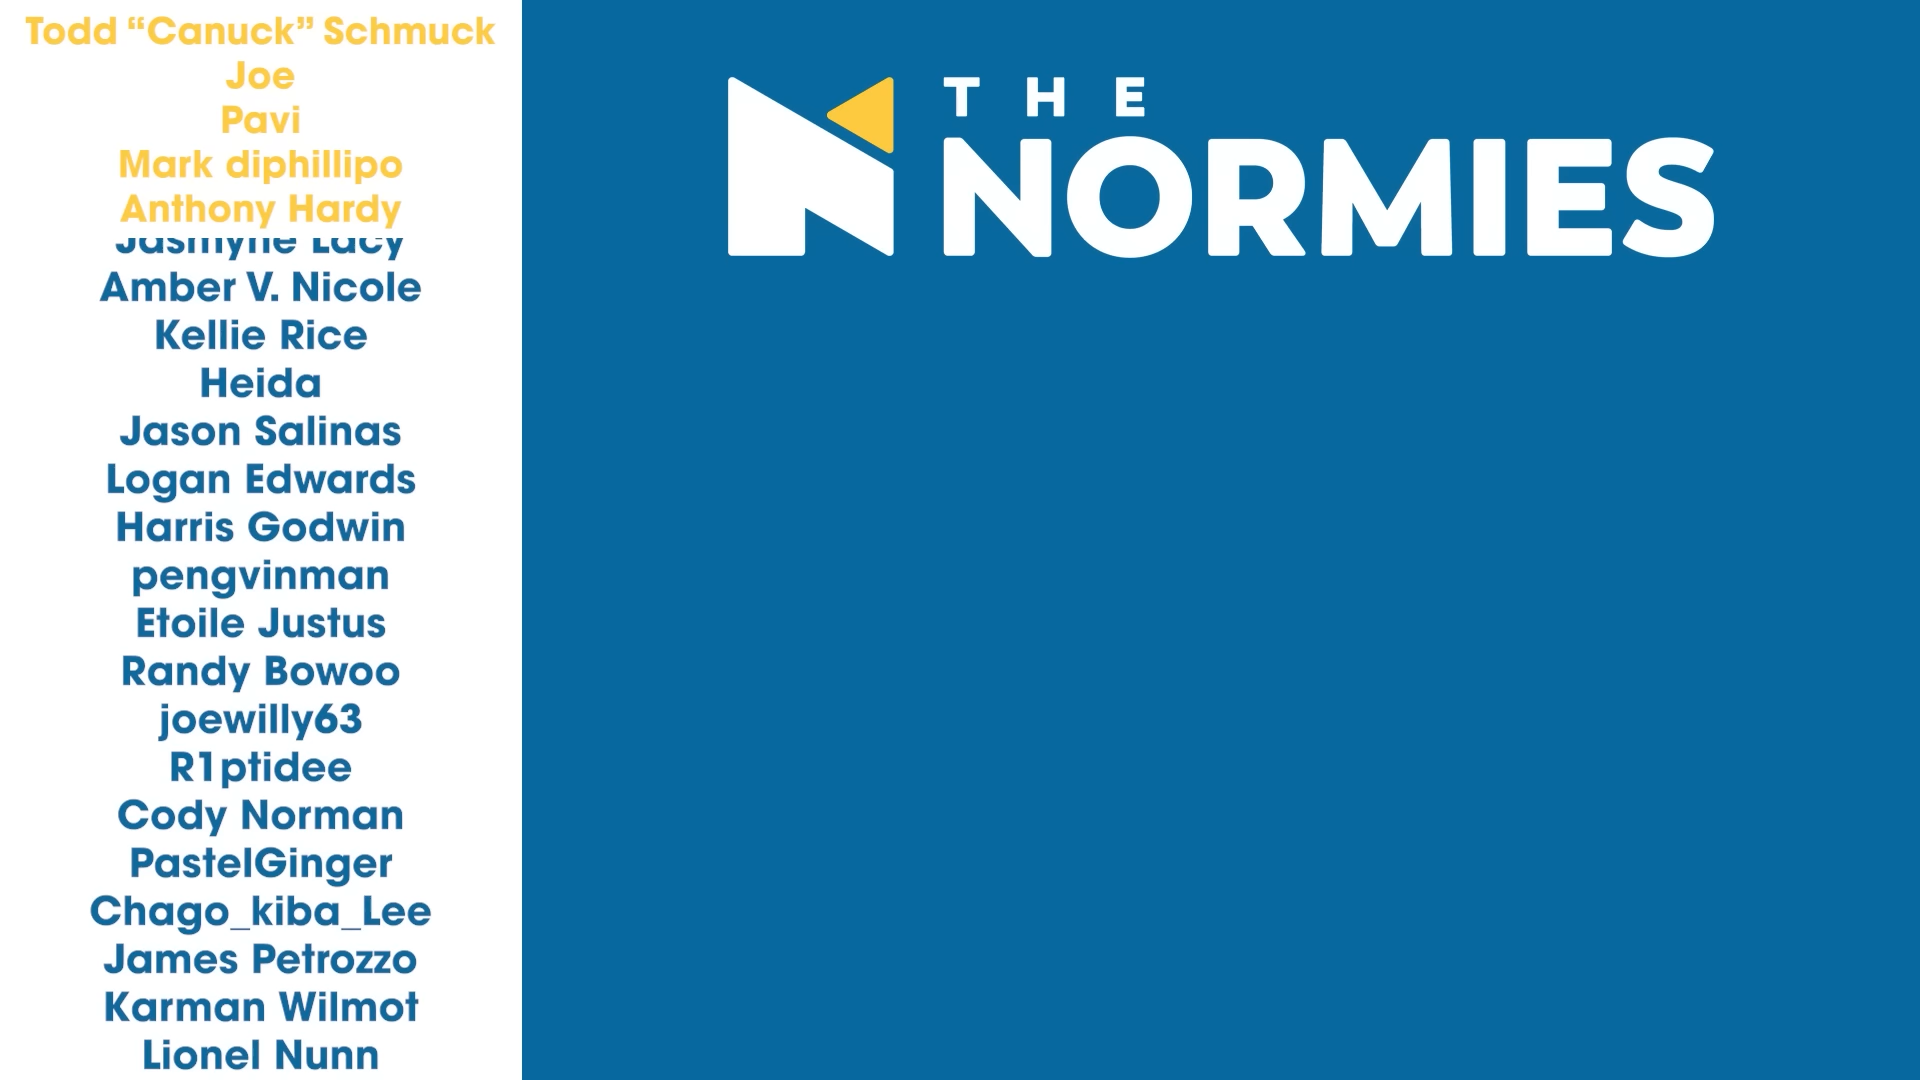 Todd “Canuck” Schmuck
Joe
Pavi
Mark diphillipo
Anthony Hardy
Jasmyne Lacy
Amber V. Nicole
Kellie Rice
Heida
Jason Salinas
Logan Edwards
Harris Godwin
pengvinman
Etoile Justus
Randy Bowoo
joewilly63
R1ptidee
Cody Norman
PastelGinger
Chago_kiba_Lee
James Petrozzo
Karman Wilmot
Lionel Nunn
THE
NORMIES